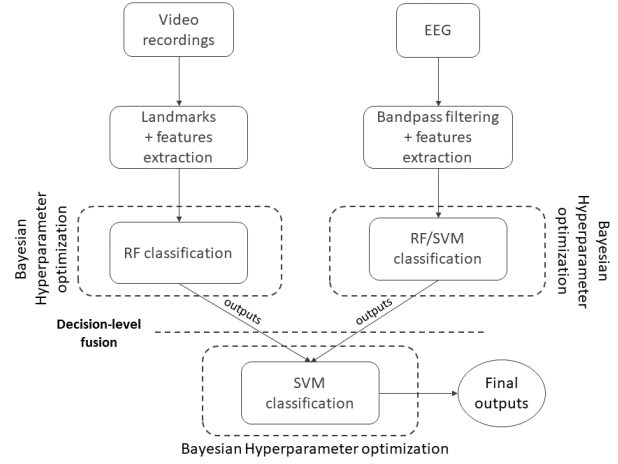 Video
recordings
EEG
Landmarks
+ features
extraction
Bandpass filtering
+ features
extraction
Bayesian
Hyperparameter
optimization
RF classification
RF/SVM
classification
Bayesian
Hyperparameter
optimization
outputs
outputs
Decision-level
fusion
SVM
classification
Final
outputs
Bayesian Hyperparameter optimization